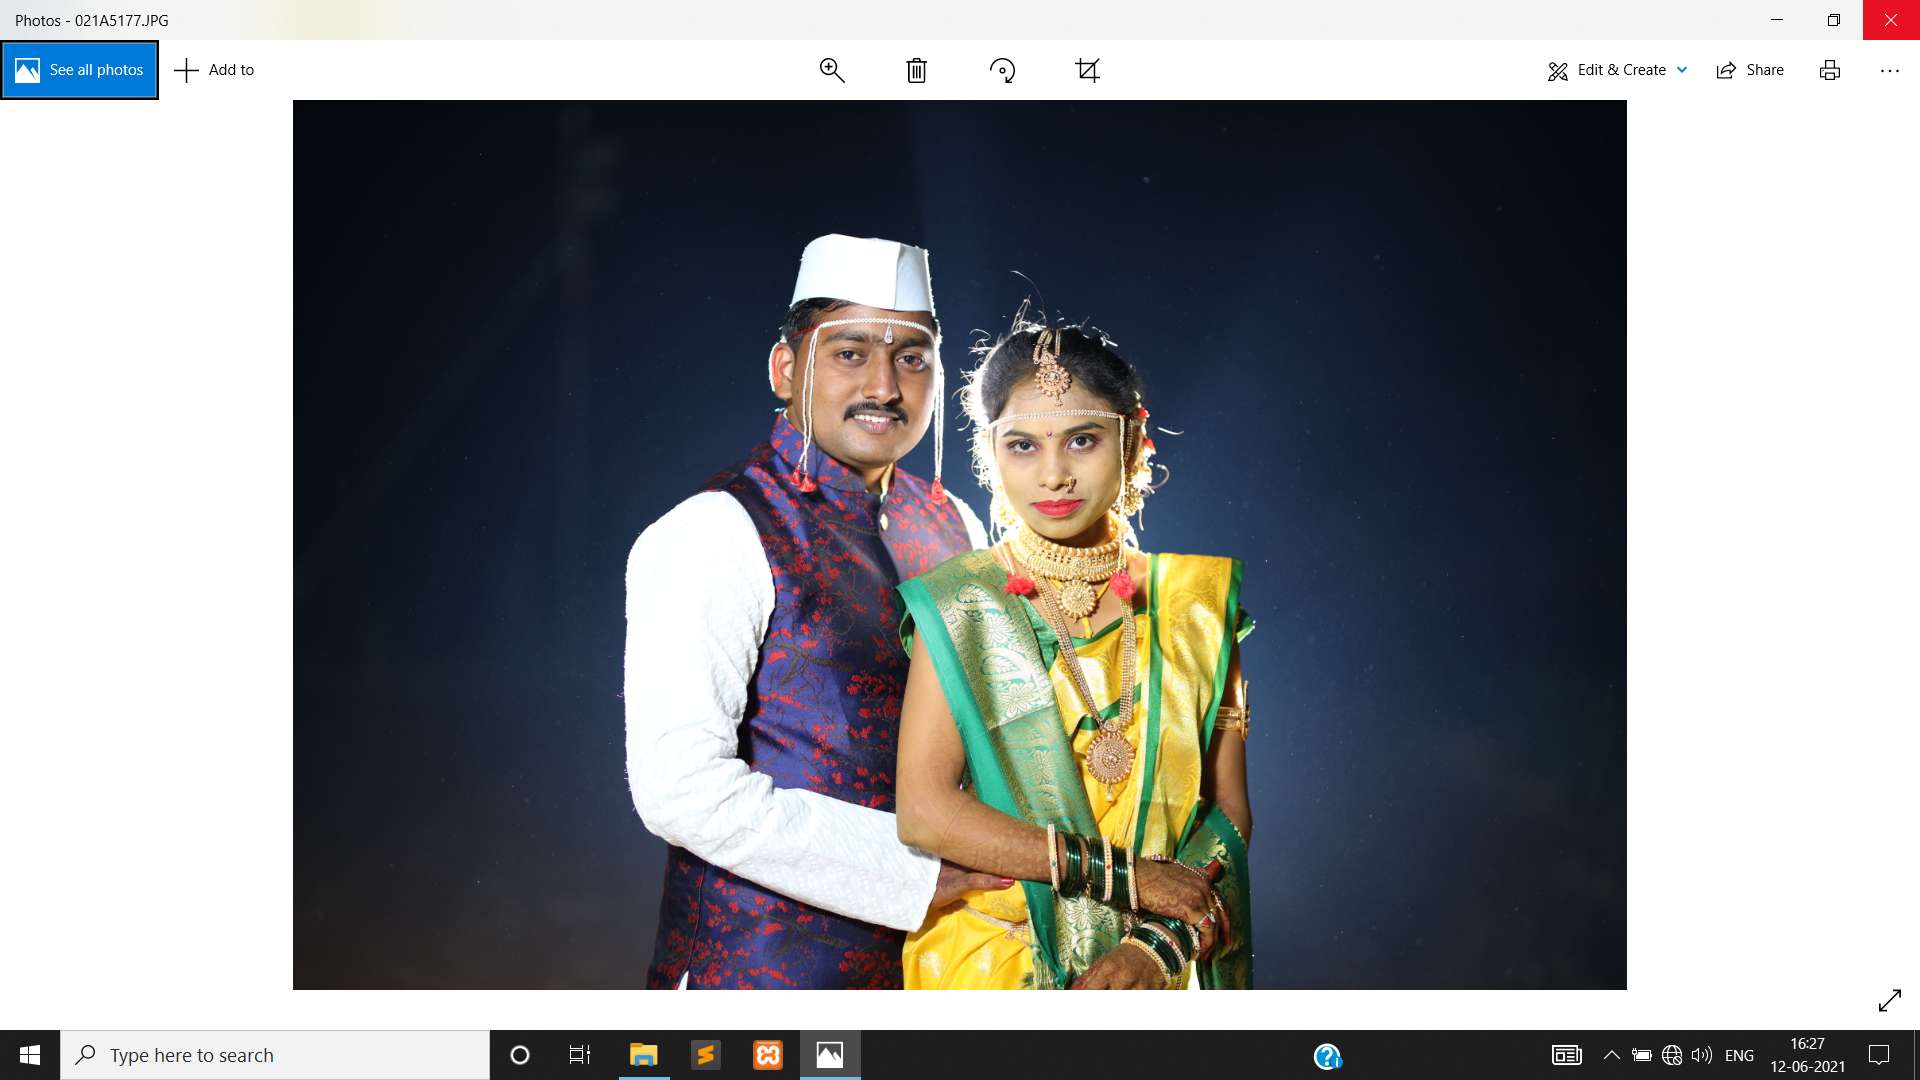 Photos - 021A5177.JPG
See all photos
Add to
Edit & Create
Share
Type here to search
ENG
16:27
12-06-2021